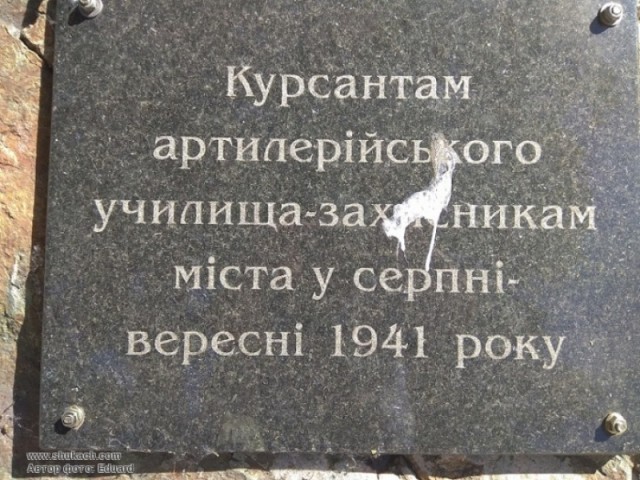 Курсантам
артилерійського
училища-захисникам
міста у серпні-
вересні 1941 року
www.shukach.com
Автор фото: Eduard